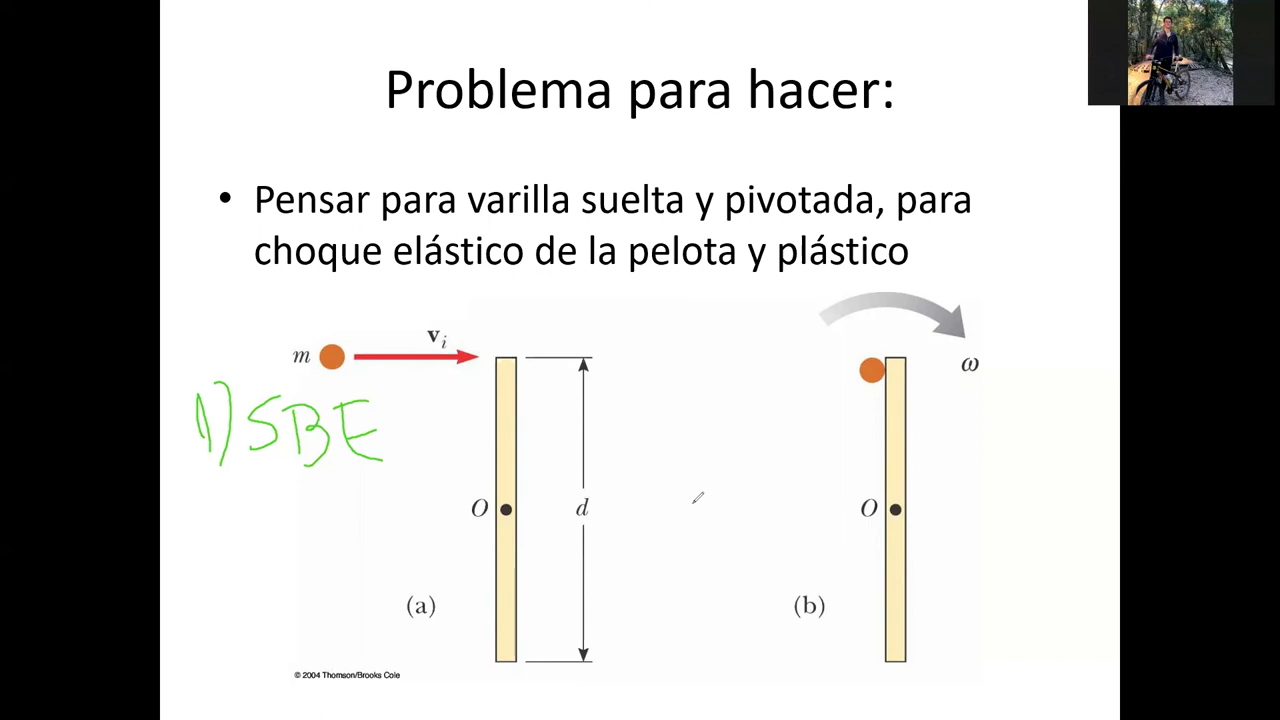 Problema para hacer:
• Pensar para varilla suelta y pivotada, para
choque elástico de la pelota y plástico
m
v_i
1) SBE
O
d
(a)
ω
O
(b)
© 2004 Thomson/Brooks Cole